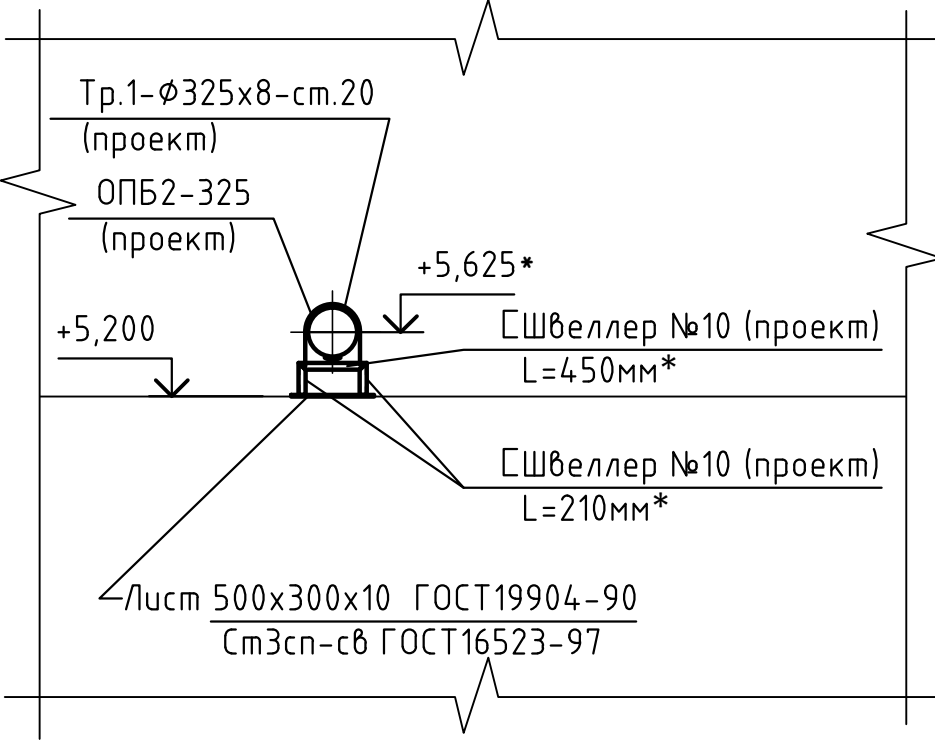 Тр.1-Ф325х8-ст.20
(проект)
ОПБ2-325
(проект)
+5,625*
+5,200
[Швеллер №10 (проект)
L=450мм*
[Швеллер №10 (проект)
L=210мм*
Лист 500х300х10 ГОСТ19904-90
Ст3сп-св ГОСТ16523-97